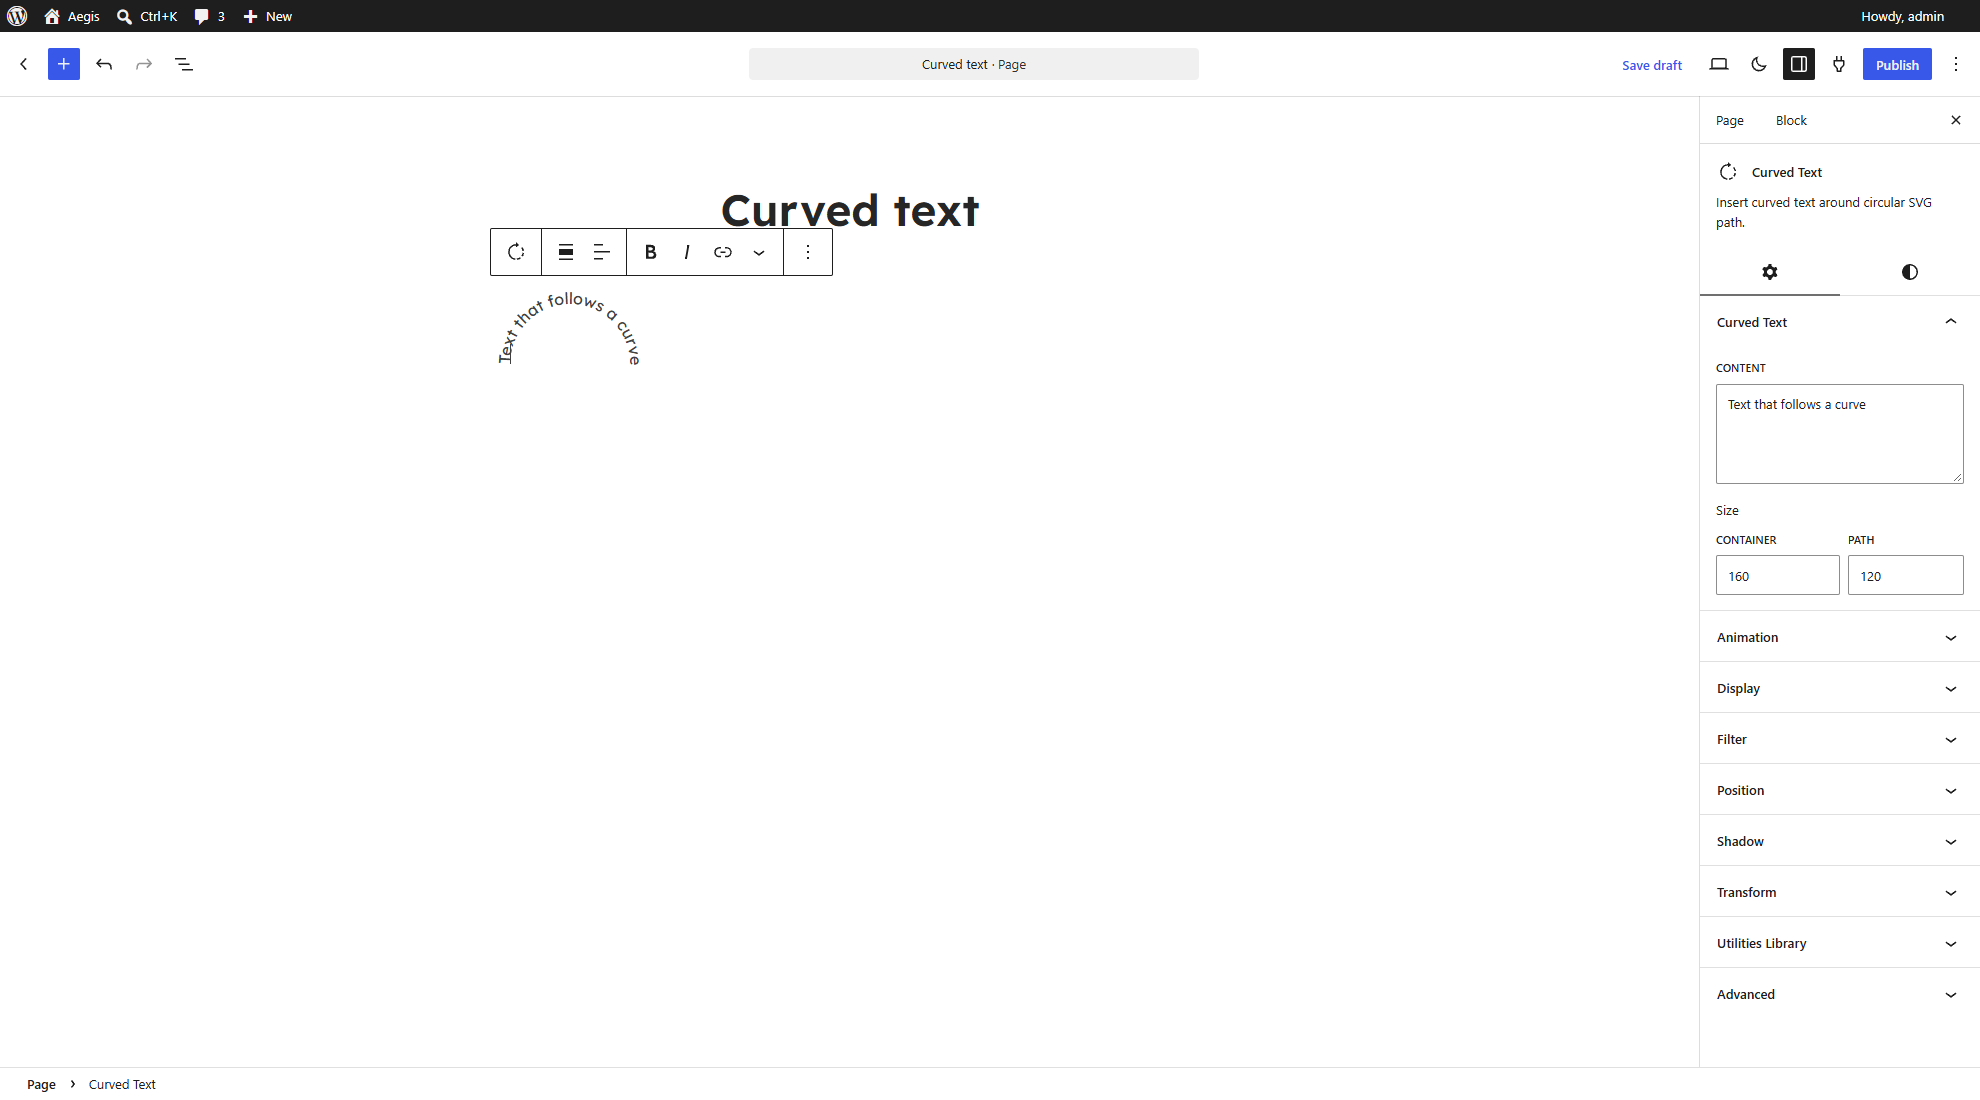 Aegis Ctrl+K 3 New Howdy, admin
Curved text · Page Save draft Publish
Page Block
Curved Text
Insert curved text around circular SVG
path.
Curved text
B I
Text that follows a curve
Curved Text
CONTENT
Text that follows a curve
Size
CONTAINER PATH
160 120
Animation
Display
Filter
Position
Shadow
Transform
Utilities Library
Advanced
Page Curved Text